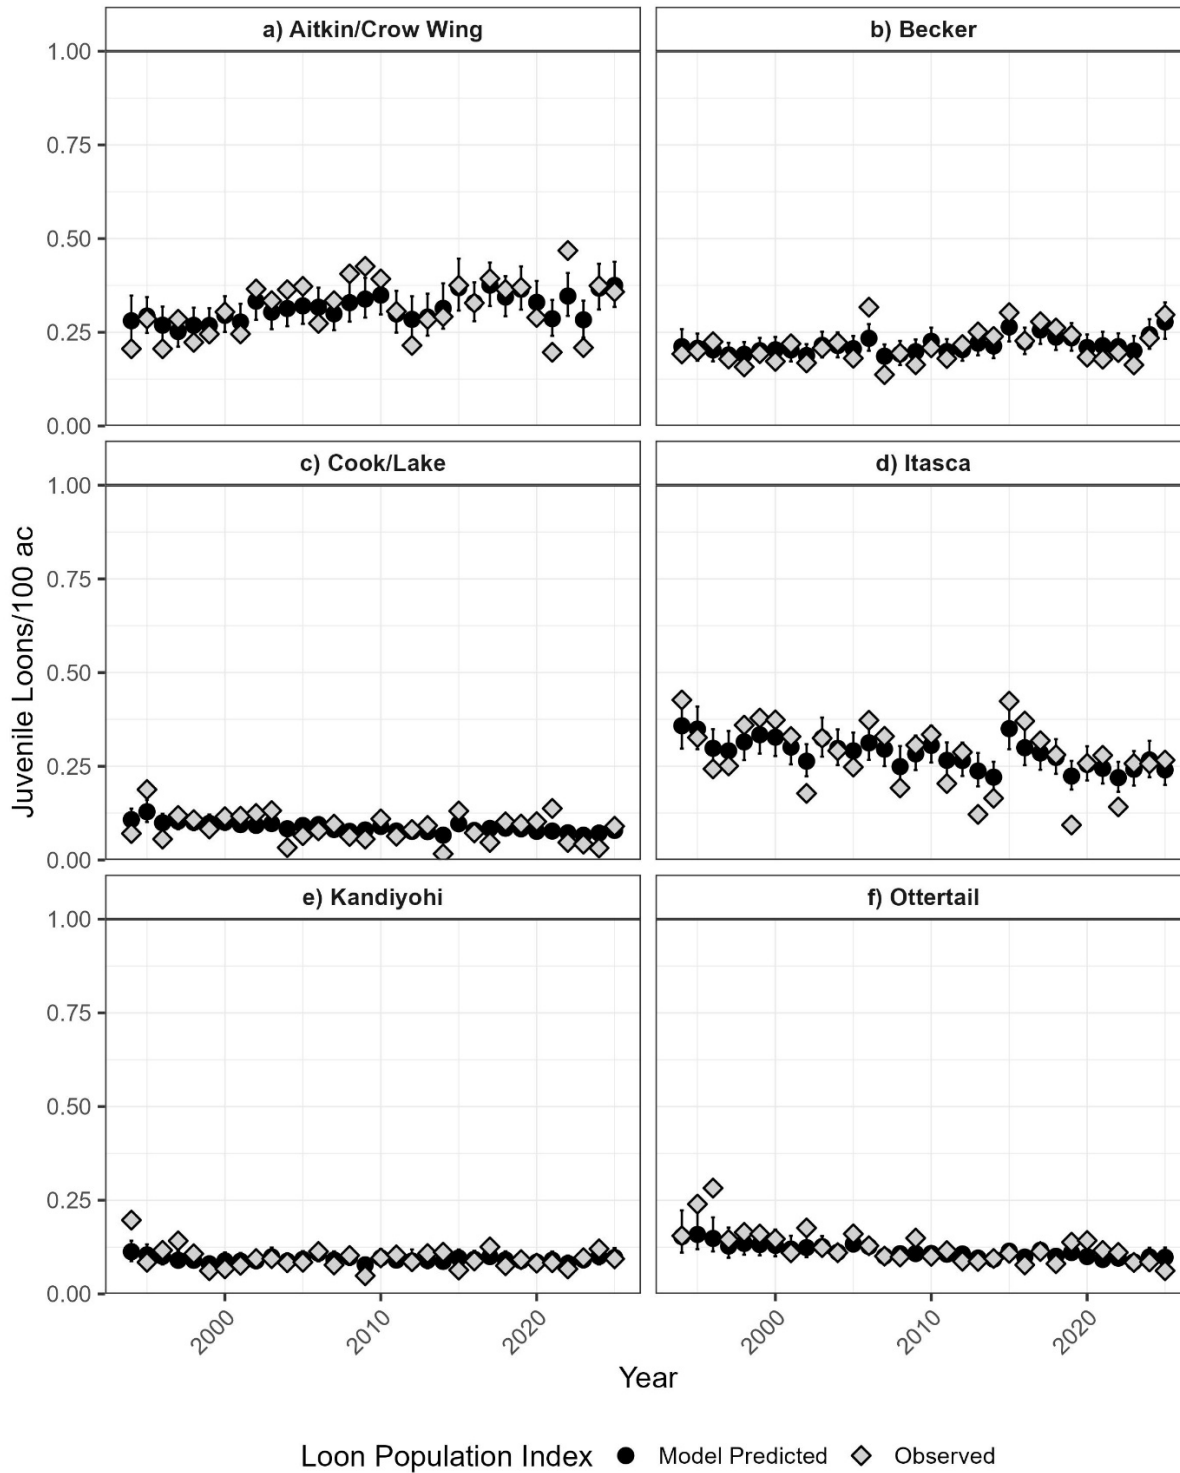 a) Aitkin/Crow Wing
b) Becker
1.00
0.75
0.50
0.25
0.00
c) Cook/Lake
d) Itasca
1.00
0.75
0.50
0.25
0.00
e) Kandiyohi
f) Ottertail
1.00
0.75
0.50
0.25
0.00
Juvenile Loons/100 ac
2000 2010 2020 2000 2010 2020
Year
Loon Population Index Model Predicted Observed